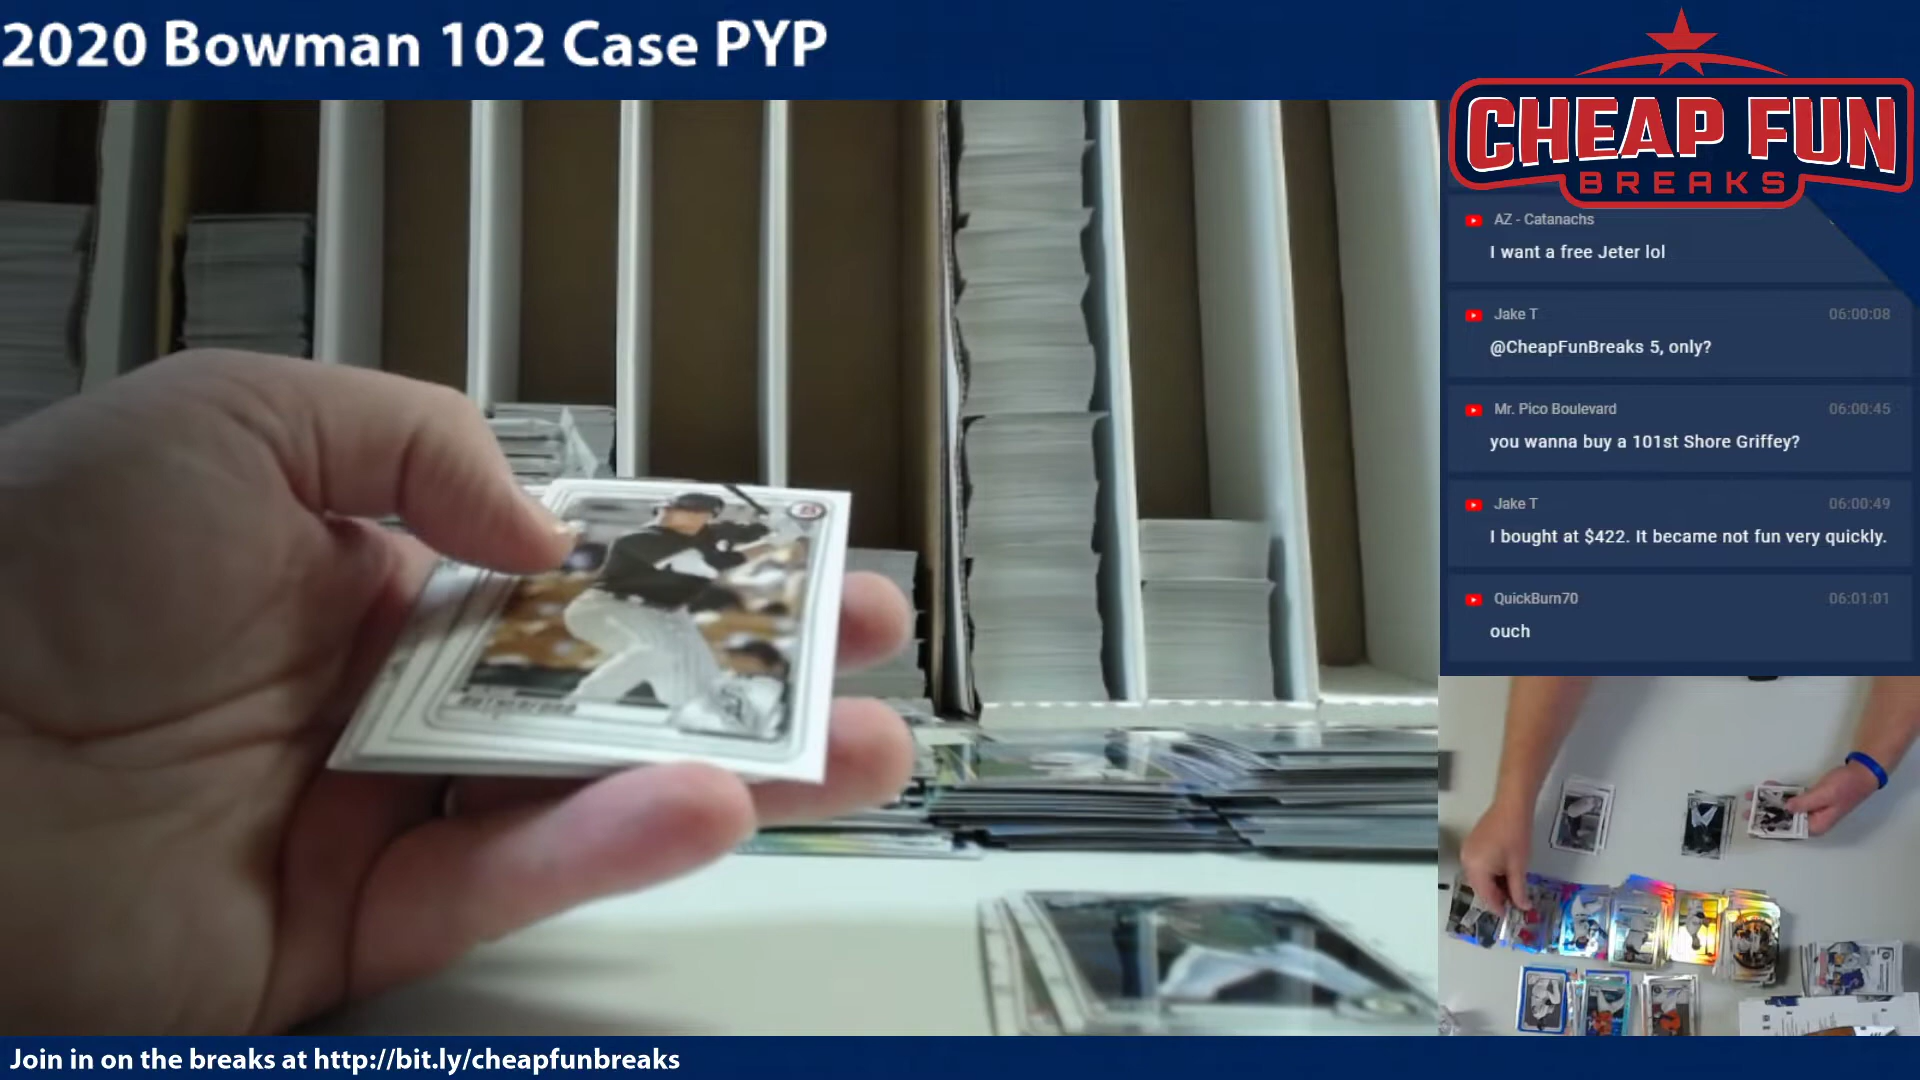 2020 Bowman 102 Case PYP
CHEAP FUN
BREAKS
AZ - Catanachs
I want a free Jeter lol
Jake T 06:00:08
@CheapFunBreaks 5, only?
Mr. Pico Boulevard 06:00:45
you wanna buy a 101st Shore Griffey?
Jake T 06:00:49
I bought at $422. It became not fun very quickly.
QuickBurn70 06:01:01
ouch
Join in on the breaks at http://bit.ly/cheapfunbreaks